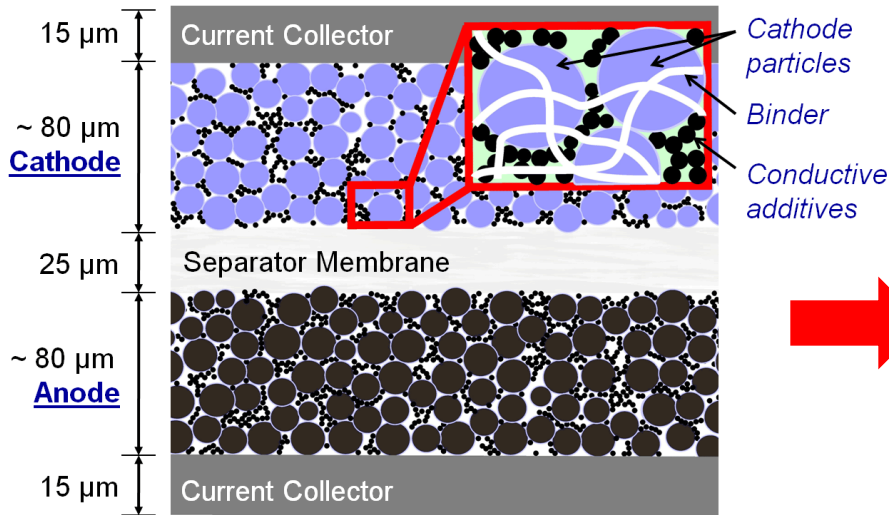 15 µm
Current Collector
~ 80 µm
Cathode
Cathode
particles
Binder
Conductive
additives
25 µm
Separator Membrane
~ 80 µm
Anode
15 µm
Current Collector